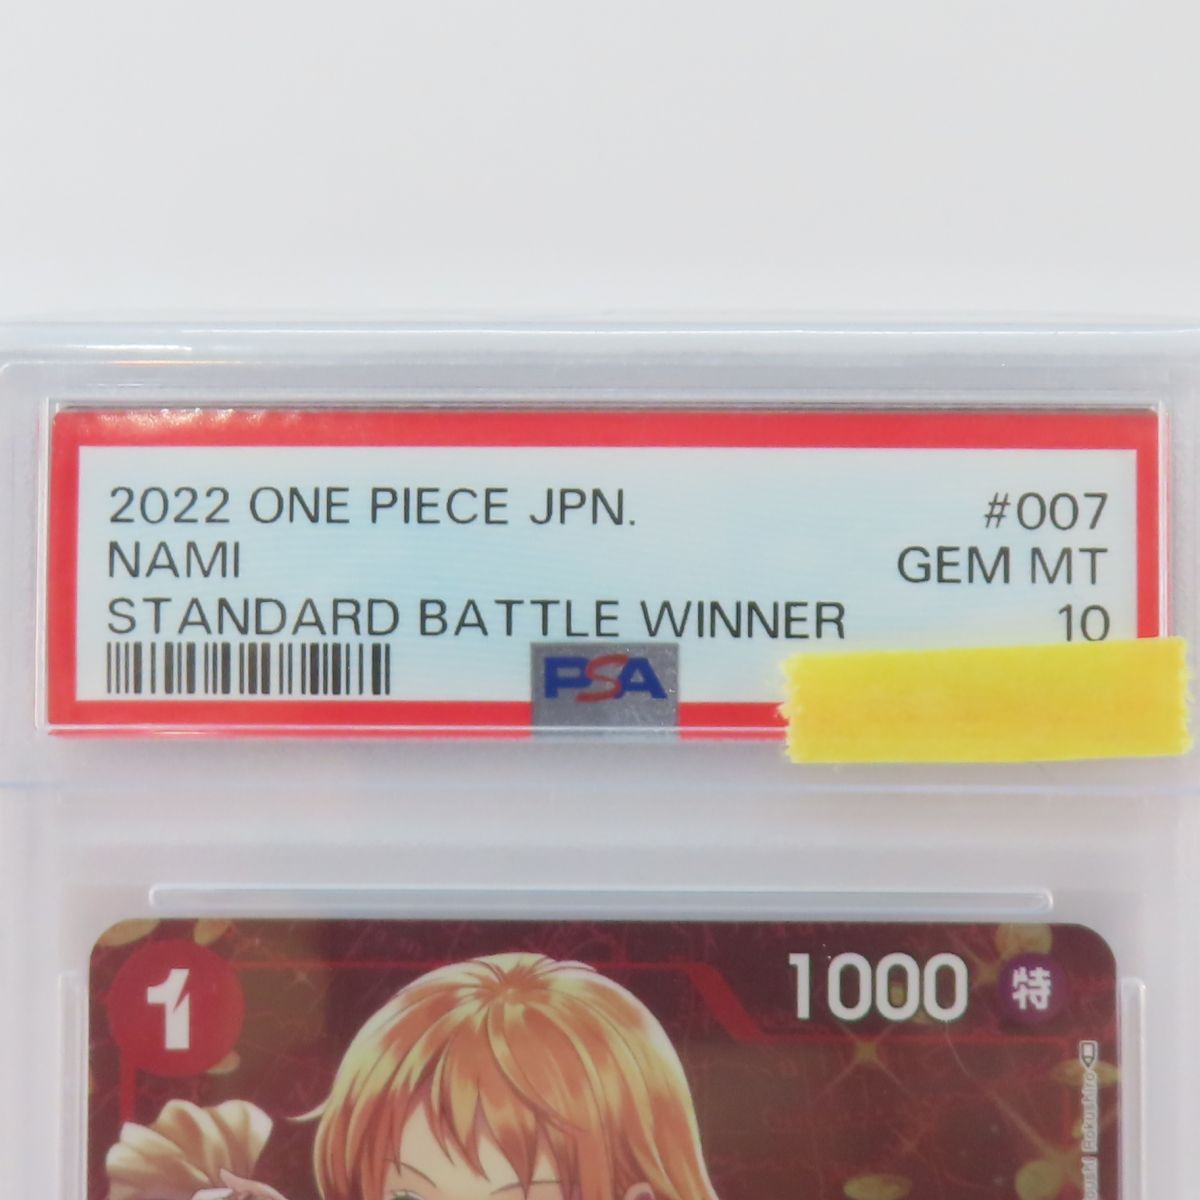 2022 ONE PIECE JPN. #007
NAMI GEM MT
STANDARD BATTLE WINNER 10
PSA
1
1000 特